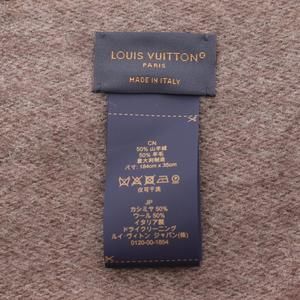 LOUIS VUITTON
PARIS
MADE IN ITALY
CN
50% 山羊绒
50% 羊毛
意大利制造
尺寸: 184cm x 35cm
仅可干洗
JP
カシミヤ 50%
ウール 50%
イタリア製
ドライクリーニング
ルイ・ヴィトン ジャパン(株)
0120-00-1854